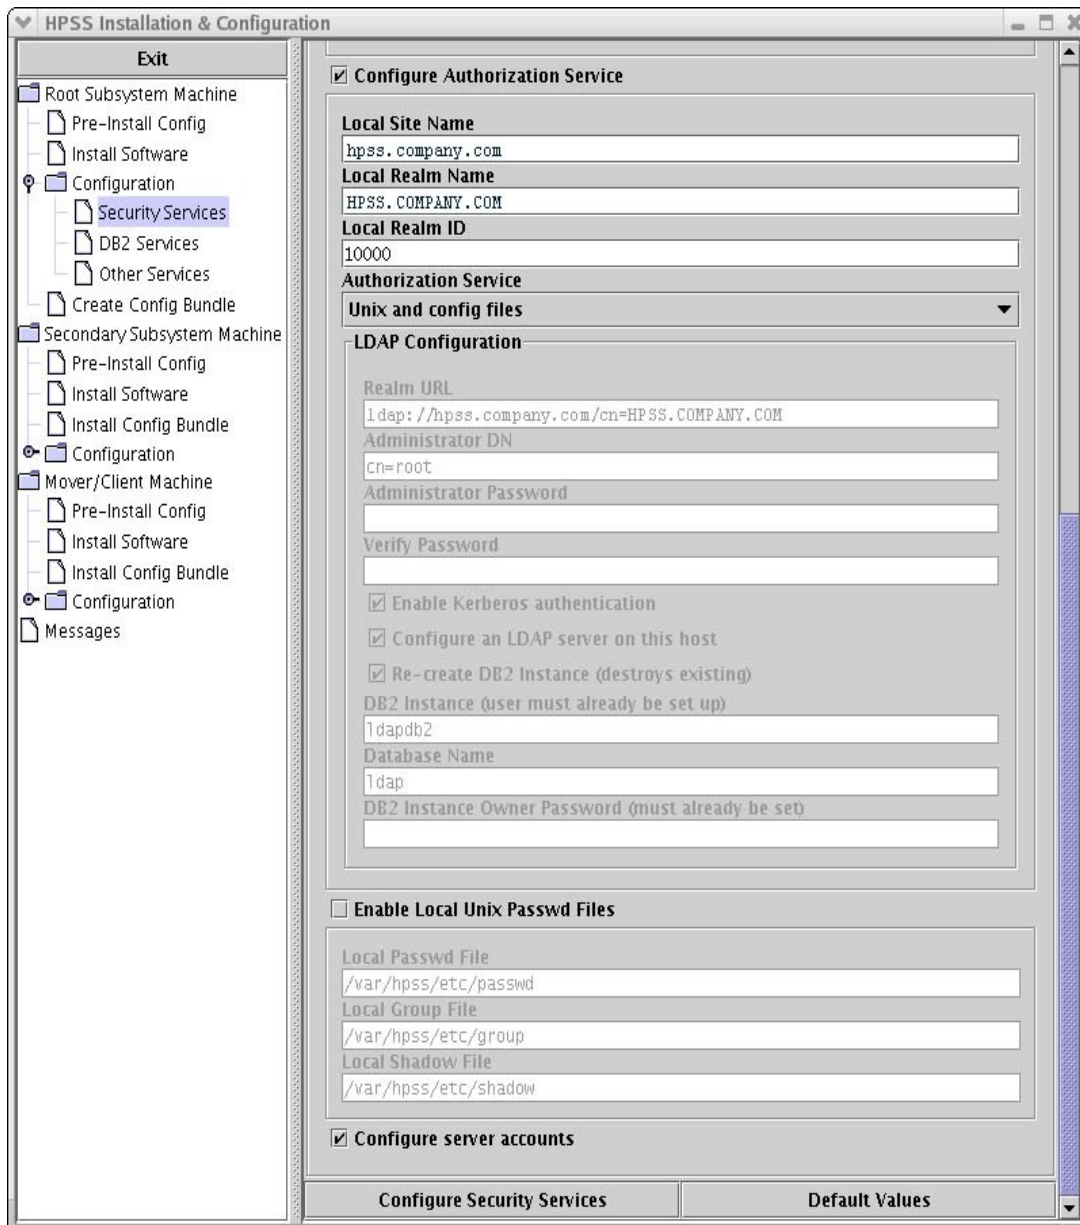 HPSS Installation & Configuration
Exit
Root Subsystem Machine
Pre-Install Config
Install Software
Configuration
Security Services
DB2 Services
Other Services
Create Config Bundle
Secondary Subsystem Machine
Pre-Install Config
Install Software
Install Config Bundle
Configuration
Mover/Client Machine
Pre-Install Config
Install Software
Install Config Bundle
Configuration
Messages
Configure Authorization Service
Local Site Name
hpss.company.com
Local Realm Name
HPSS.COMPANY.COM
Local Realm ID
10000
Authorization Service
Unix and config files
LDAP Configuration
Realm URL
ldap://hpss.company.com/cn=HPSS.COMPANY.COM
Administrator DN
cn=root
Administrator Password
Verify Password
Enable Kerberos authentication
Configure an LDAP server on this host
Re-create DB2 Instance (destroys existing)
DB2 Instance (user must already be set up)
ldapdb2
Database Name
ldap
DB2 Instance Owner Password (must already be set)
Enable Local Unix Passwd Files
Local Passwd File
/var/hpss/etc/passwd
Local Group File
/var/hpss/etc/group
Local Shadow File
/var/hpss/etc/shadow
Configure server accounts
Configure Security Services
Default Values